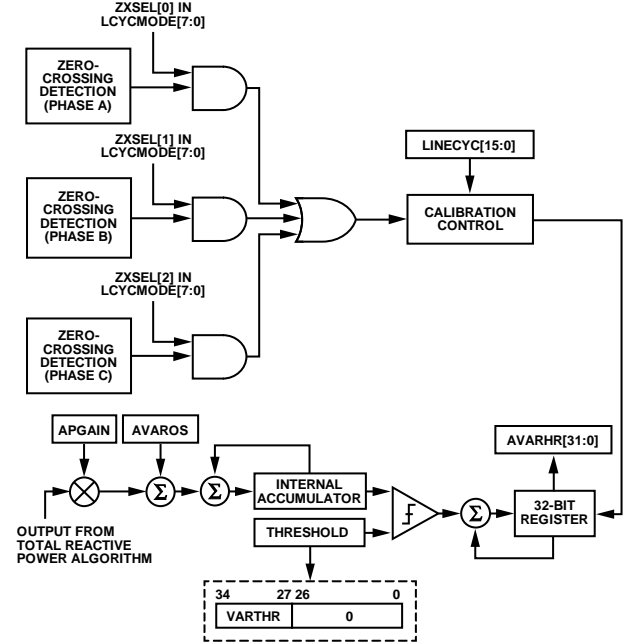 ZXSEL[0] IN
LCYCMODE[7:0]
ZERO-
CROSSING
DETECTION
(PHASE A)
ZXSEL[1] IN
LCYCMODE[7:0]
ZERO-
CROSSING
DETECTION
(PHASE B)
LINECYC[15:0]
CALIBRATION
CONTROL
ZXSEL[2] IN
LCYCMODE[7:0]
ZERO-
CROSSING
DETECTION
(PHASE C)
APGAIN
AVAROS
AVARHR[31:0]
Σ
Σ
INTERNAL
ACCUMULATOR
Σ
32-BIT
REGISTER
THRESHOLD
OUTPUT FROM
TOTAL REACTIVE
POWER ALGORITHM
34
27 26
0
VARTHR
0